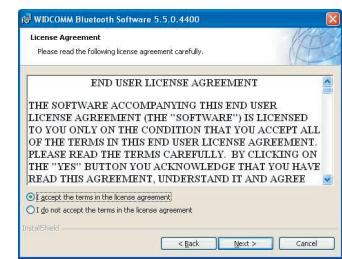 WIDCOMM Bluetooth Software 5.5.0.4400
License Agreement
Please read the following license agreement carefully.
END USER LICENSE AGREEMENT
THE SOFTWARE ACCOMPANYING THIS END USER
LICENSE AGREEMENT (THE "SOFTWARE") IS LICENSED
TO YOU ONLY ON THE CONDITION THAT YOU ACCEPT ALL
OF THE TERMS IN THIS END USER LICENSE AGREEMENT.
PLEASE READ THE TERMS CAREFULLY. BY CLICKING ON
THE "YES" BUTTON YOU ACKNOWLEDGE THAT YOU HAVE
READ THIS AGREEMENT, UNDERSTAND IT AND AGREE
I accept the terms in the license agreement
I do not accept the terms in the license agreement
InstallShield
< Back Next > Cancel